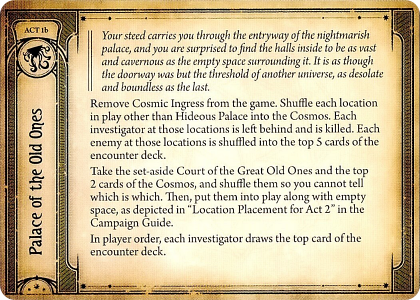 ACT 1b
Palace of the Old Ones
Your steed carries you through the entryway of the nightmarish
palace, and you are surprised to find the halls inside to be as vast
and cavernous as the empty space surrounding it. It is as though
the doorway was but the threshold of another universe, as desolate
and boundless as the last.
Remove Cosmic Ingress from the game. Shuffle each location
in play other than Hideous Palace into the Cosmos. Each
investigator at those locations is left behind and is killed. Each
enemy at those locations is shuffled into the top 5 cards of the
encounter deck.
Take the set-aside Court of the Great Old Ones and the top
2 cards of the Cosmos, and shuffle them so you cannot tell
which is which. Then, put them into play along with empty
space, as depicted in “Location Placement for Act 2” in the
Campaign Guide.
In player order, each investigator draws the top card of the
encounter deck.